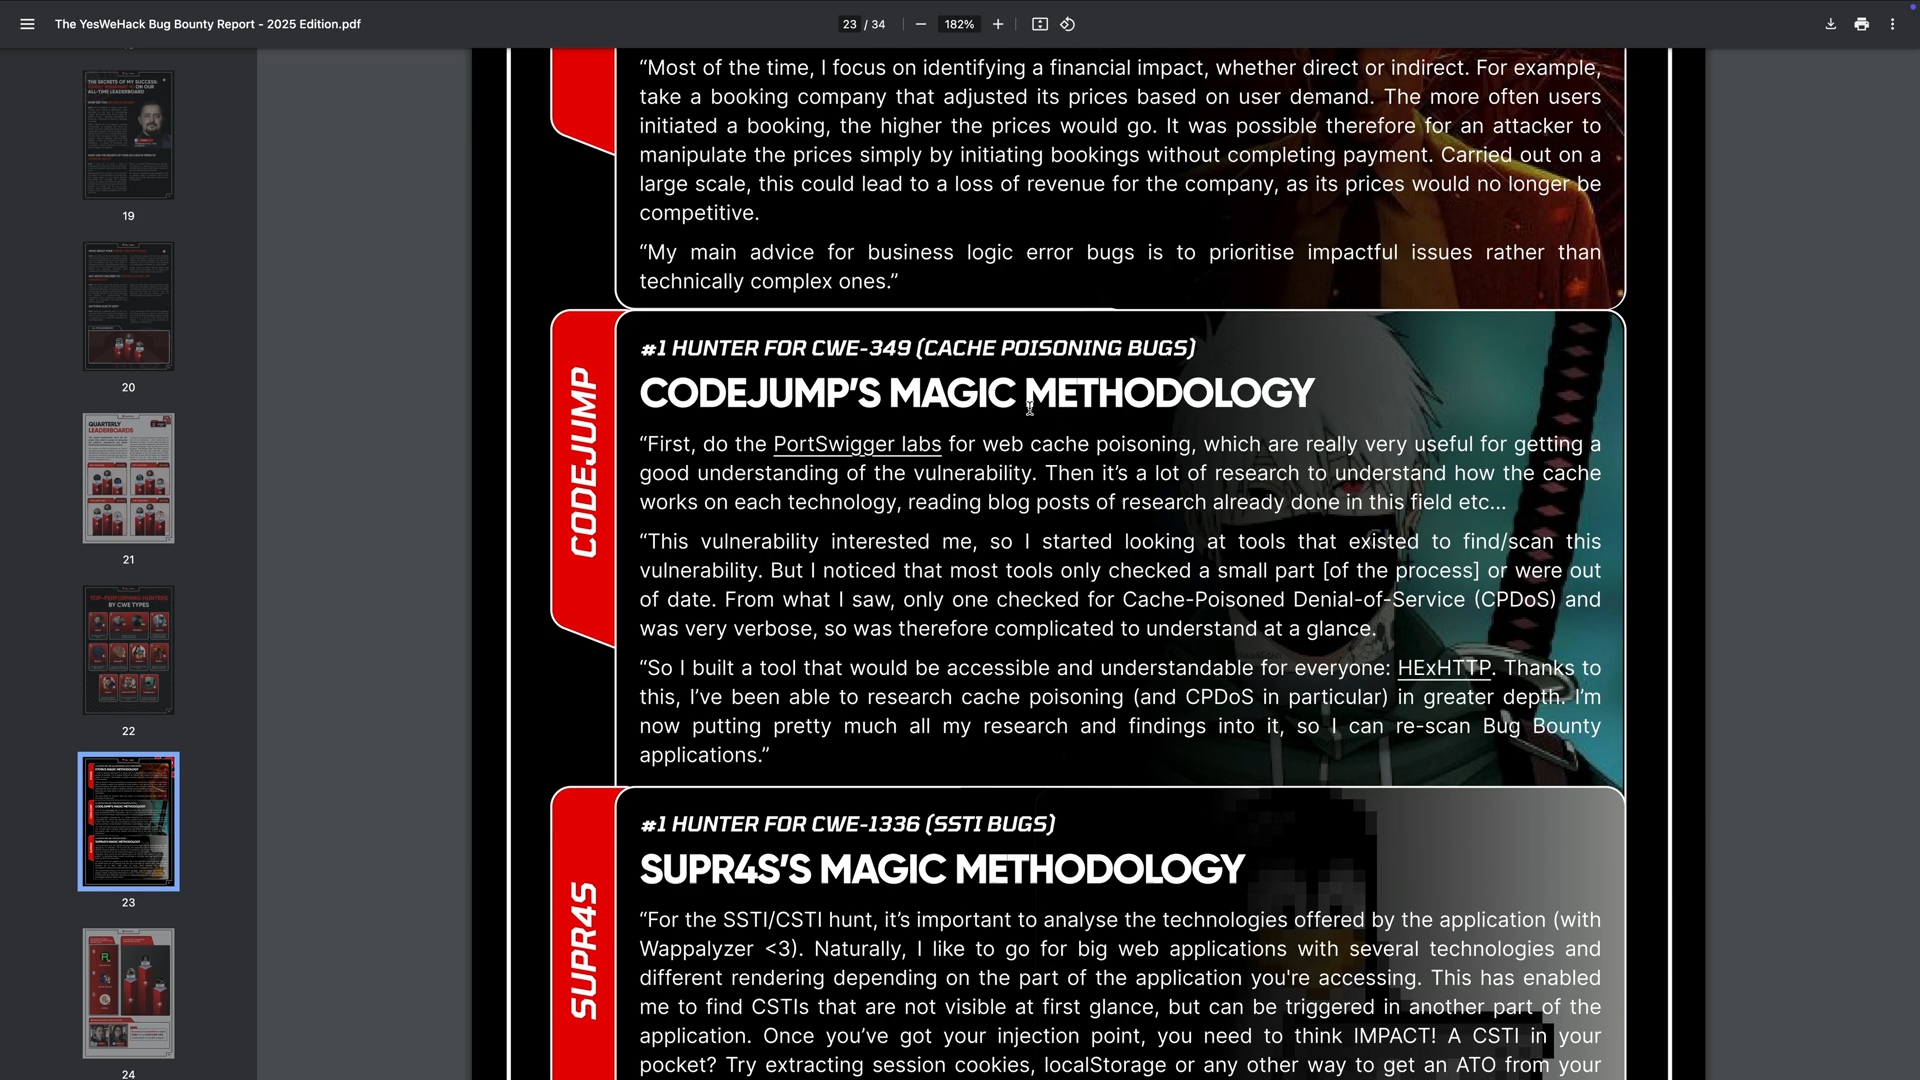 The YesWeHack Bug Bounty Report - 2025 Edition.pdf
23 / 34
182%
19
20
QUARTERLY
LEADERBOARDS
21
TOP-PERFORMING HUNTERS
BY CWE TYPES
22
23
24
“Most of the time, I focus on identifying a financial impact, whether direct or indirect. For example,
take a booking company that adjusted its prices based on user demand. The more often users
initiated a booking, the higher the prices would go. It was possible therefore for an attacker to
manipulate the prices simply by initiating bookings without completing payment. Carried out on a
large scale, this could lead to a loss of revenue for the company, as its prices would no longer be
competitive.
“My main advice for business logic error bugs is to prioritise impactful issues rather than
technically complex ones.”
CODEJUMP
#1 HUNTER FOR CWE-349 (CACHE POISONING BUGS)
CODEJUMP’S MAGIC METHODOLOGY
“First, do the PortSwigger labs for web cache poisoning, which are really very useful for getting a
good understanding of the vulnerability. Then it’s a lot of research to understand how the cache
works on each technology, reading blog posts of research already done in this field etc...
“This vulnerability interested me, so I started looking at tools that existed to find/scan this
vulnerability. But I noticed that most tools only checked a small part [of the process] or were out
of date. From what I saw, only one checked for Cache-Poisoned Denial-of-Service (CPDoS) and
was very verbose, so was therefore complicated to understand at a glance.
“So I built a tool that would be accessible and understandable for everyone: HExHTTP. Thanks to
this, I’ve been able to research cache poisoning (and CPDoS in particular) in greater depth. I’m
now putting pretty much all my research and findings into it, so I can re-scan Bug Bounty
applications.”
SUPR4S
#1 HUNTER FOR CWE-1336 (SSTI BUGS)
SUPR4S’S MAGIC METHODOLOGY
“For the SSTI/CSTI hunt, it’s important to analyse the technologies offered by the application (with
Wappalyzer <3). Naturally, I like to go for big web applications with several technologies and
different rendering depending on the part of the application you're accessing. This has enabled
me to find CSTIs that are not visible at first glance, but can be triggered in another part of the
application. Once you’ve got your injection point, you need to think IMPACT! A CSTI in your
pocket? Try extracting session cookies, localStorage or any other way to get an ATO from your